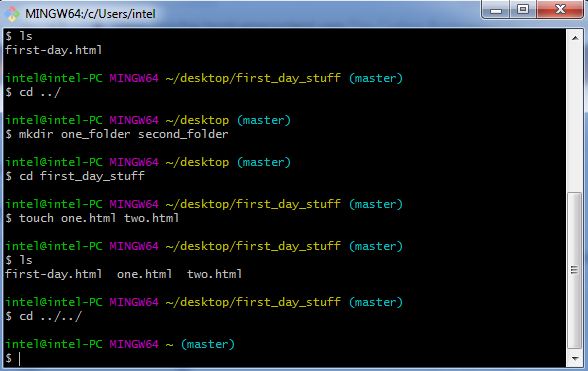 MINGW64:/c/Users/intel
$ ls
first-day.html
intel@intel-PC MINGW64 ~/desktop/first_day_stuff (master)
$ cd ../
intel@intel-PC MINGW64 ~/desktop (master)
$ mkdir one_folder second_folder
intel@intel-PC MINGW64 ~/desktop (master)
$ cd first_day_stuff
intel@intel-PC MINGW64 ~/desktop/first_day_stuff (master)
$ touch one.html two.html
intel@intel-PC MINGW64 ~/desktop/first_day_stuff (master)
$ ls
first-day.html  one.html  two.html
intel@intel-PC MINGW64 ~/desktop/first_day_stuff (master)
$ cd ../../
intel@intel-PC MINGW64 ~ (master)
$